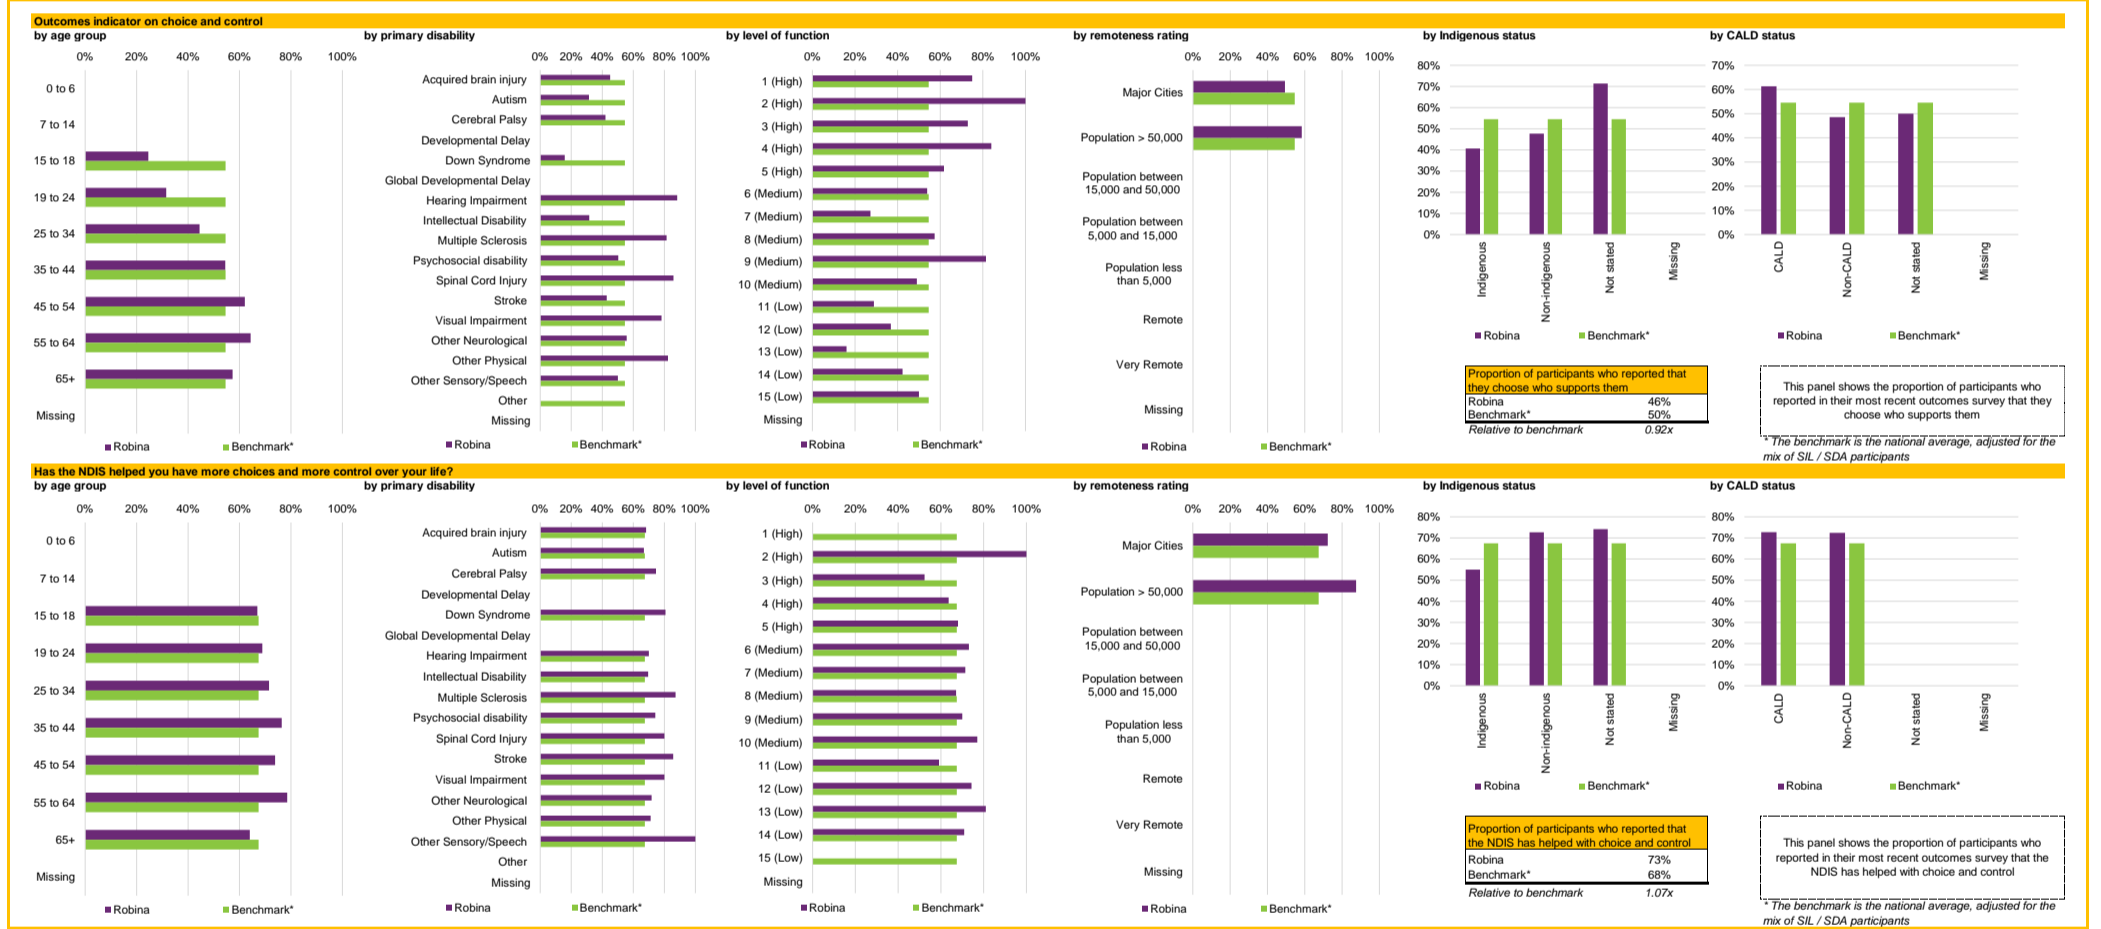 Outcomes indicator on choice and control
by age group
0% 20% 40% 60% 80% 100%
0 to 6
7 to 14
15 to 18
19 to 24
25 to 34
35 to 44
45 to 54
55 to 64
65+
Missing
Robina Benchmark*
by primary disability
0% 20% 40% 60% 80% 100%
Acquired brain injury
Autism
Cerebral Palsy
Developmental Delay
Down Syndrome
Global Developmental Delay
Hearing Impairment
Intellectual Disability
Multiple Sclerosis
Psychosocial disability
Spinal Cord Injury
Stroke
Visual Impairment
Other Neurological
Other Physical
Other Sensory/Speech
Other
Missing
Robina Benchmark*
by level of function
0% 20% 40% 60% 80% 100%
1 (High)
2 (High)
3 (High)
4 (High)
5 (High)
6 (Medium)
7 (Medium)
8 (Medium)
9 (Medium)
10 (Medium)
11 (Low)
12 (Low)
13 (Low)
14 (Low)
15 (Low)
Missing
Robina Benchmark*
by remoteness rating
0% 20% 40% 60% 80% 100%
Major Cities
Population > 50,000
Population between
15,000 and 50,000
Population between
5,000 and 15,000
Population less
than 5,000
Remote
Very Remote
Missing
Robina Benchmark*
by Indigenous status
80%
70%
60%
50%
40%
30%
20%
10%
0%
Indigenous
Non-indigenous
Not stated
Missing
Robina Benchmark*
by CALD status
70%
60%
50%
40%
30%
20%
10%
0%
CALD
Non-CALD
Not stated
Missing
Robina Benchmark*
Proportion of participants who reported that
they choose who supports them
Robina 46%
Benchmark* 50%
Relative to benchmark 0.92x
This panel shows the proportion of participants who
reported in their most recent outcomes survey that they
choose who supports them
* The benchmark is the national average, adjusted for the
mix of SIL / SDA participants
Has the NDIS helped you have more choices and more control over your life?
by age group
0% 20% 40% 60% 80% 100%
0 to 6
7 to 14
15 to 18
19 to 24
25 to 34
35 to 44
45 to 54
55 to 64
65+
Missing
Robina Benchmark*
by primary disability
0% 20% 40% 60% 80% 100%
Acquired brain injury
Autism
Cerebral Palsy
Developmental Delay
Down Syndrome
Global Developmental Delay
Hearing Impairment
Intellectual Disability
Multiple Sclerosis
Psychosocial disability
Spinal Cord Injury
Stroke
Visual Impairment
Other Neurological
Other Physical
Other Sensory/Speech
Other
Missing
Robina Benchmark*
by level of function
0% 20% 40% 60% 80% 100%
1 (High)
2 (High)
3 (High)
4 (High)
5 (High)
6 (Medium)
7 (Medium)
8 (Medium)
9 (Medium)
10 (Medium)
11 (Low)
12 (Low)
13 (Low)
14 (Low)
15 (Low)
Missing
Robina Benchmark*
by remoteness rating
0% 20% 40% 60% 80% 100%
Major Cities
Population > 50,000
Population between
15,000 and 50,000
Population between
5,000 and 15,000
Population less
than 5,000
Remote
Very Remote
Missing
Robina Benchmark*
by Indigenous status
80%
70%
60%
50%
40%
30%
20%
10%
0%
Indigenous
Non-indigenous
Not stated
Missing
Robina Benchmark*
by CALD status
80%
70%
60%
50%
40%
30%
20%
10%
0%
CALD
Non-CALD
Not stated
Missing
Robina Benchmark*
Proportion of participants who reported that
the NDIS has helped with choice and control
Robina 73%
Benchmark* 68%
Relative to benchmark 1.07x
This panel shows the proportion of participants who
reported in their most recent outcomes survey that the
NDIS has helped with choice and control
* The benchmark is the national average, adjusted for the
mix of SIL / SDA participants